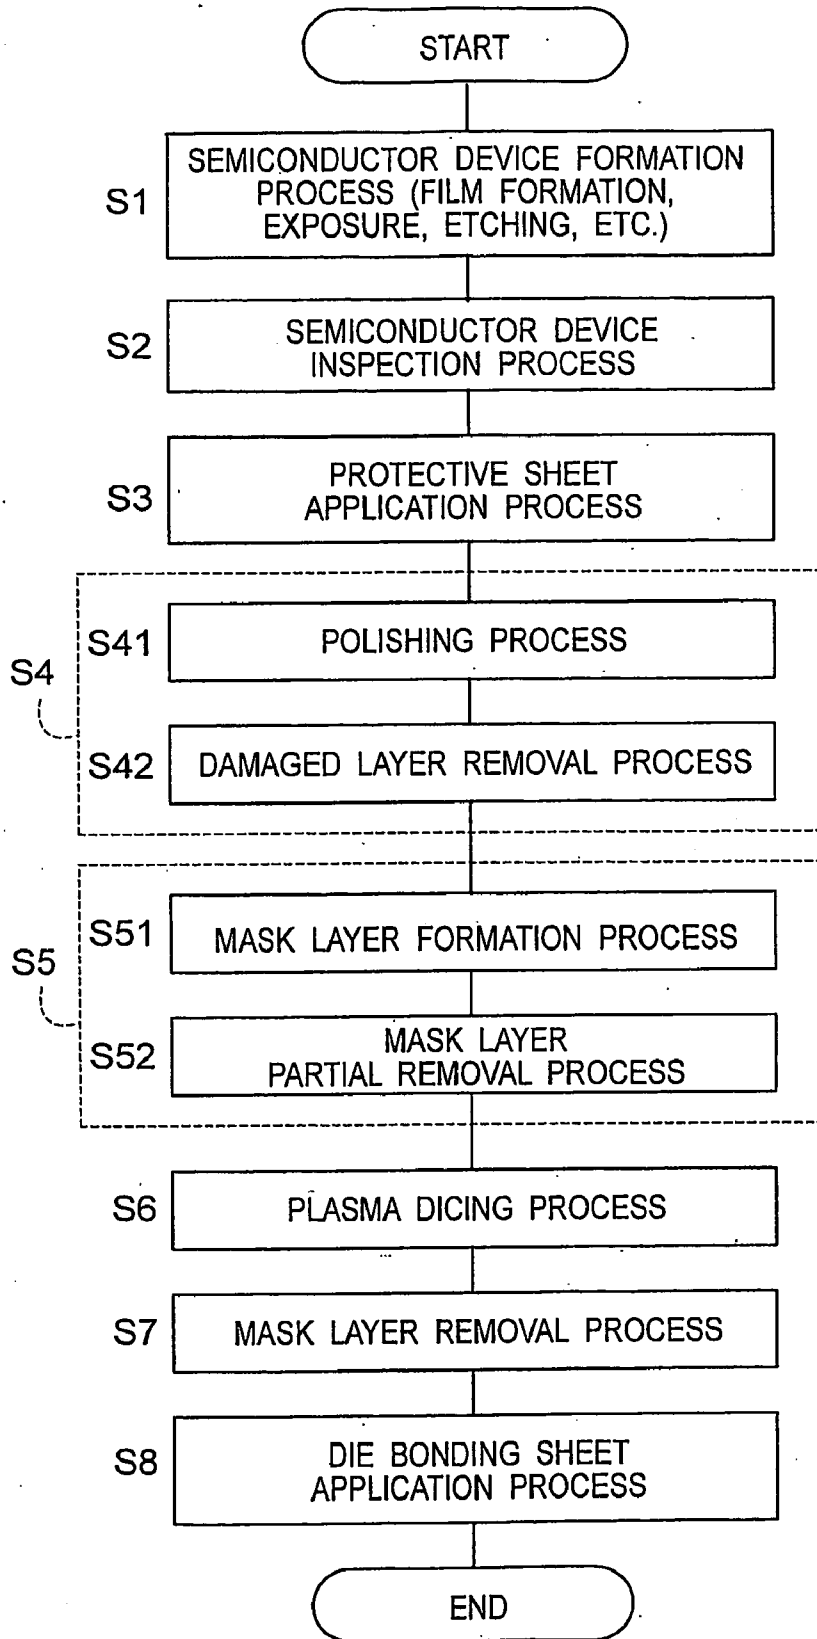 START
S1
SEMICONDUCTOR DEVICE FORMATION
PROCESS (FILM FORMATION,
EXPOSURE, ETCHING, ETC.)
S2
SEMICONDUCTOR DEVICE
INSPECTION PROCESS
S3
PROTECTIVE SHEET
APPLICATION PROCESS
S4
S41
POLISHING PROCESS
S42
DAMAGED LAYER REMOVAL PROCESS
S5
S51
MASK LAYER FORMATION PROCESS
S52
MASK LAYER
PARTIAL REMOVAL PROCESS
S6
PLASMA DICING PROCESS
S7
MASK LAYER REMOVAL PROCESS
S8
DIE BONDING SHEET
APPLICATION PROCESS
END